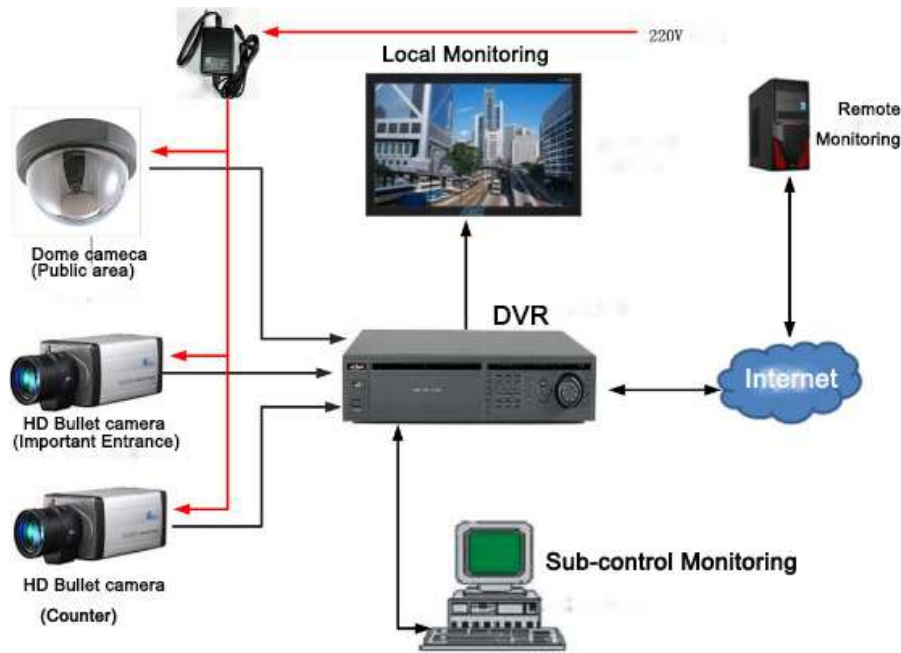 220V
Local Monitoring
Remote
Monitoring
Dome cameca
(Public area)
DVR
Internet
HD Bullet camera
(Important Entrance)
Sub-control Monitoring
HD Bullet camera
(Counter)